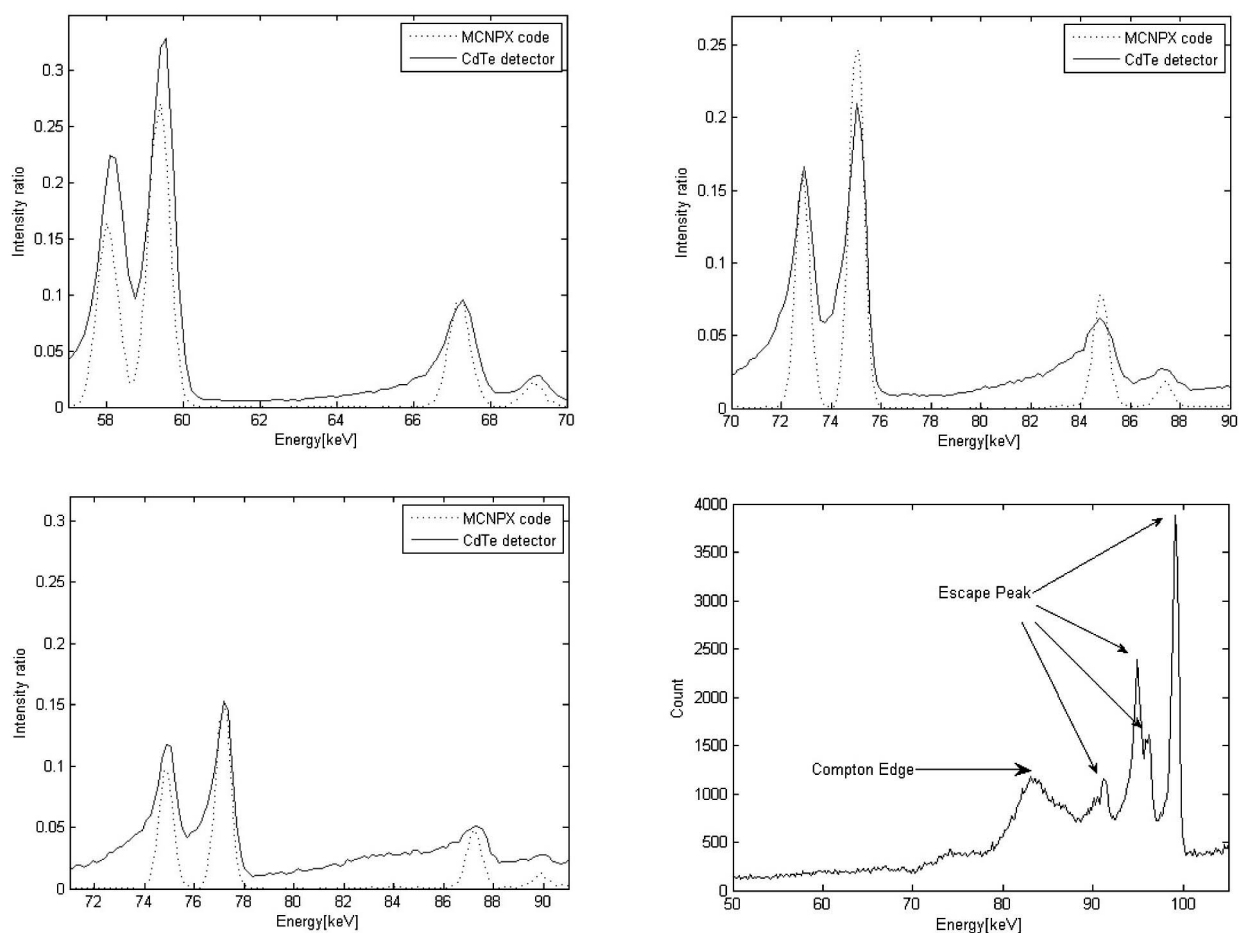 MCNPX code
CdTe detector
Intensity ratio
0.3
0.25
0.2
0.15
0.1
0.05
0
58 60 62 64 66 68 70
Energy[keV]
MCNPX code
CdTe detector
Intensity ratio
0.25
0.2
0.15
0.1
0.05
0
70 72 74 76 78 80 82 84 86 88 90
Energy[keV]
MCNPX code
CdTe detector
Intensity ratio
0.3
0.25
0.2
0.15
0.1
0.05
0
72 74 76 78 80 82 84 86 88 90
Energy[keV]
Escape Peak
Compton Edge
Count
4000
3500
3000
2500
2000
1500
1000
500
0
50 60 70 80 90 100
Energy[keV]